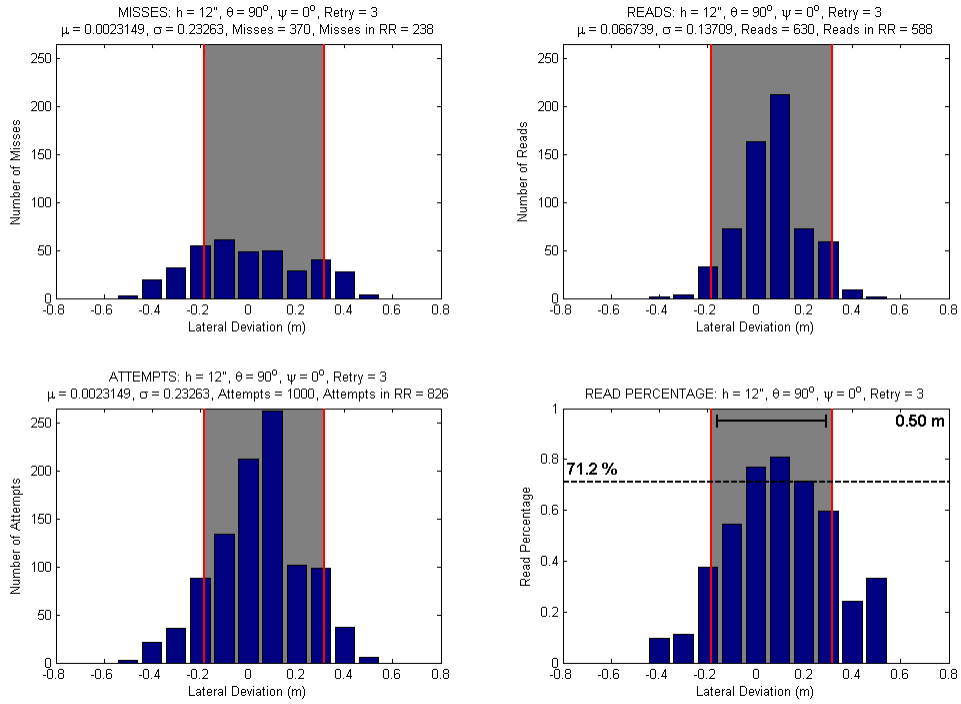 MISSES: h = 12", θ = 90⁰, ψ = 0⁰, Retry = 3
μ = 0.0023149, σ = 0.23263, Misses = 370, Misses in RR = 238
Number of Misses
250
200
150
100
50
0
-0.8 -0.6 -0.4 -0.2 0 0.2 0.4 0.6 0.8
Lateral Deviation (m)
READS: h = 12", θ = 90⁰, ψ = 0⁰, Retry = 3
μ = 0.066739, σ = 0.13709, Reads = 630, Reads in RR = 588
Number of Reads
250
200
150
100
50
0
-0.8 -0.6 -0.4 -0.2 0 0.2 0.4 0.6 0.8
Lateral Deviation (m)
ATTEMPTS: h = 12", θ = 90⁰, ψ = 0⁰, Retry = 3
μ = 0.0023149, σ = 0.23263, Attempts = 1000, Attempts in RR = 826
Number of Attempts
250
200
150
100
50
0
-0.8 -0.6 -0.4 -0.2 0 0.2 0.4 0.6 0.8
Lateral Deviation (m)
READ PERCENTAGE: h = 12", θ = 90⁰, ψ = 0⁰, Retry = 3
Read Percentage
1
0.50 m
0.8
71.2 %
0.6
0.4
0.2
0
-0.8 -0.6 -0.4 -0.2 0 0.2 0.4 0.6 0.8
Lateral Deviation (m)